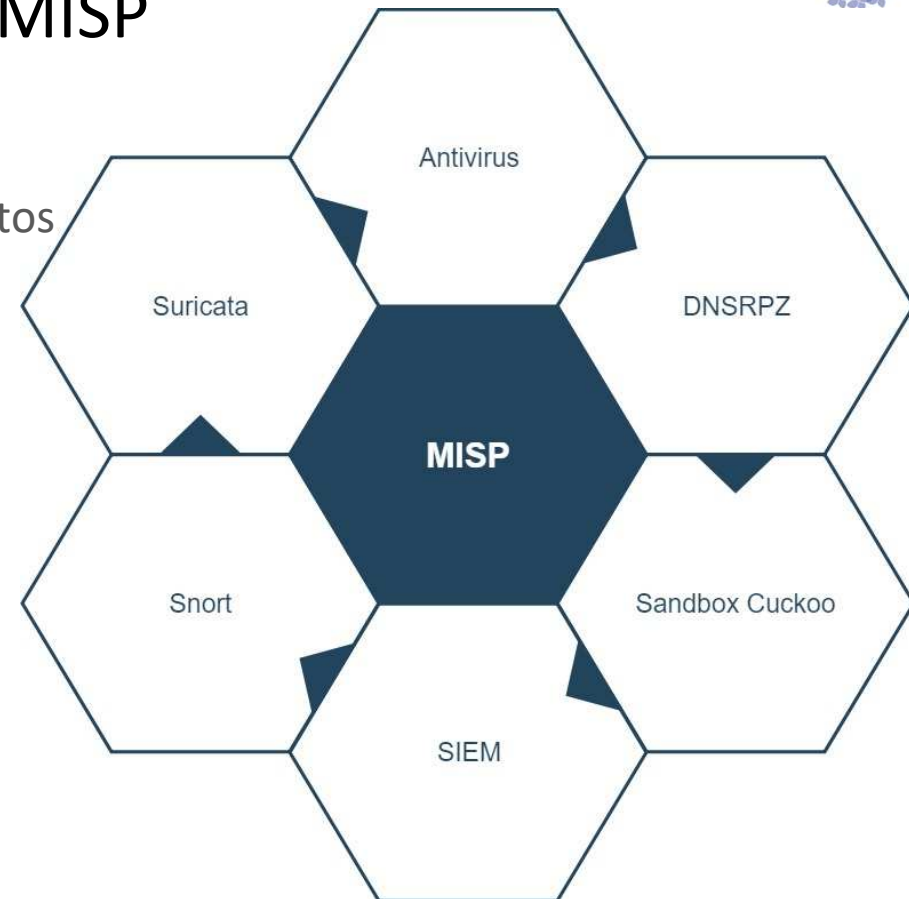 MISP
tos
Antivirus
Suricata
DNSRPZ
MISP
Snort
Sandbox Cuckoo
SIEM